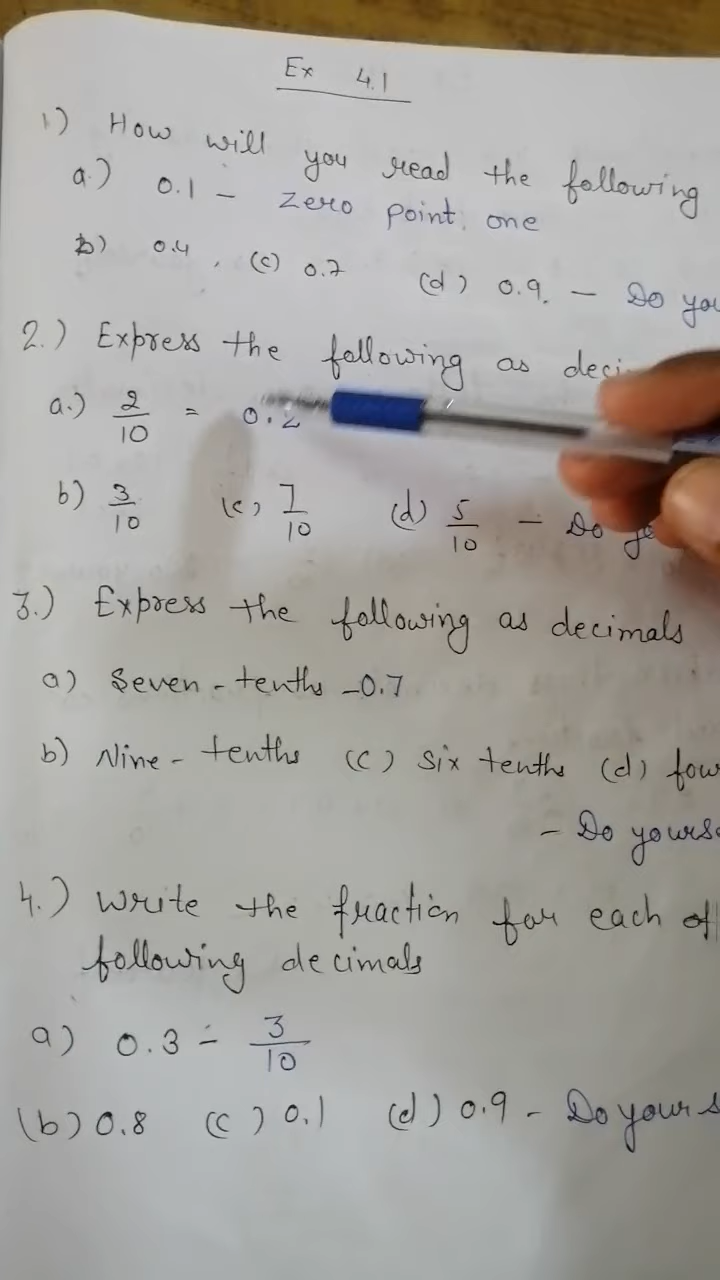 Ex 4.1
1) How will you read the following
a.) 0.1 - Zero point. one
b) 0.4, (c) 0.7 (d) 0.9. - Do you
2.) Express the following as deci
a.) 2/10 = 0.2
b) 3/10 (c) 7/10 (d) 5/10 - Do
3.) Express the following as decimals
a) Seven-tenths -0.7
b) Nine-tenths (c) Six tenths (d) fou
- Do yourse
4.) Write the fraction for each of
following decimals
a) 0.3 = 3/10
(b) 0.8 (c) 0.1 (d) 0.9 - Do yours